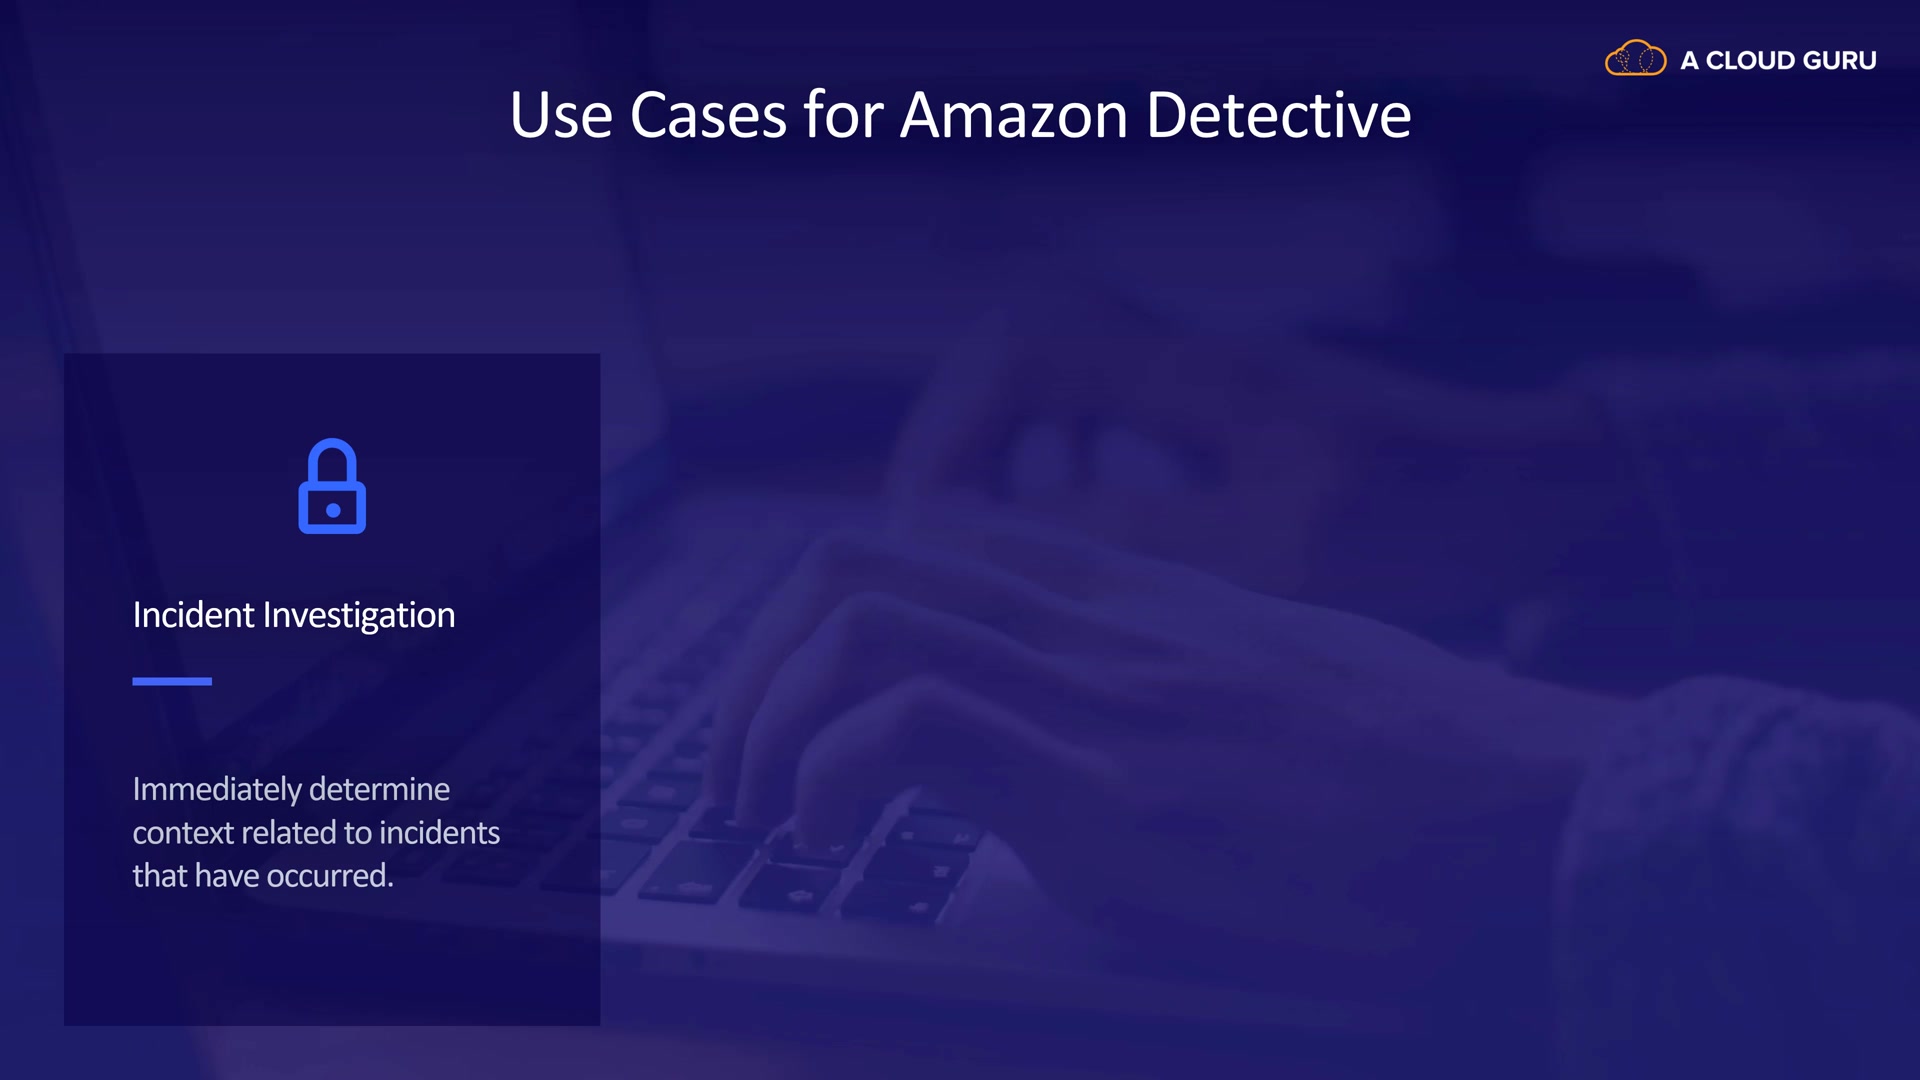 A CLOUD GURU
Use Cases for Amazon Detective
Incident Investigation
Immediately determine
context related to incidents
that have occurred.